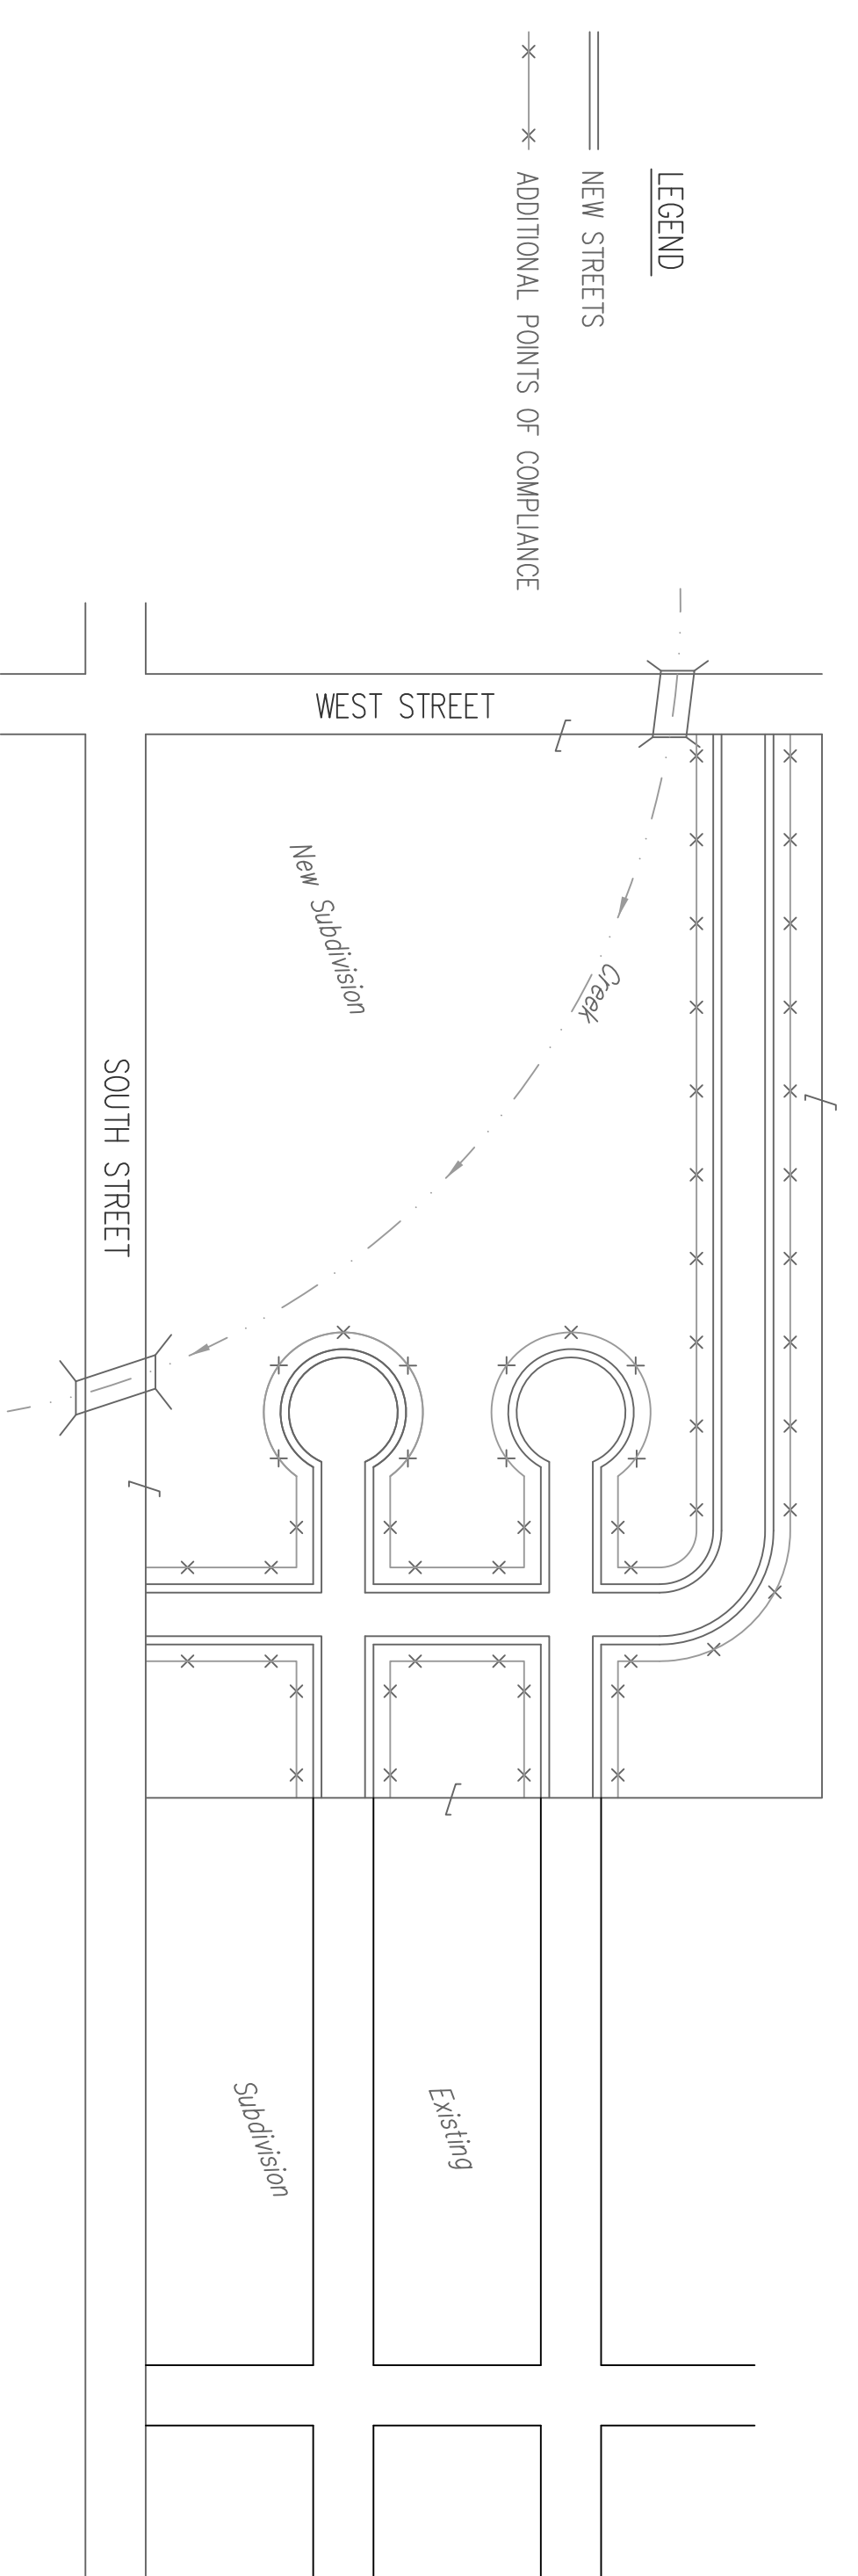 LEGEND
NEW STREETS
ADDITIONAL POINTS OF COMPLIANCE
WEST STREET
Creek
New Subdivision
SOUTH STREET
Existing
Subdivision